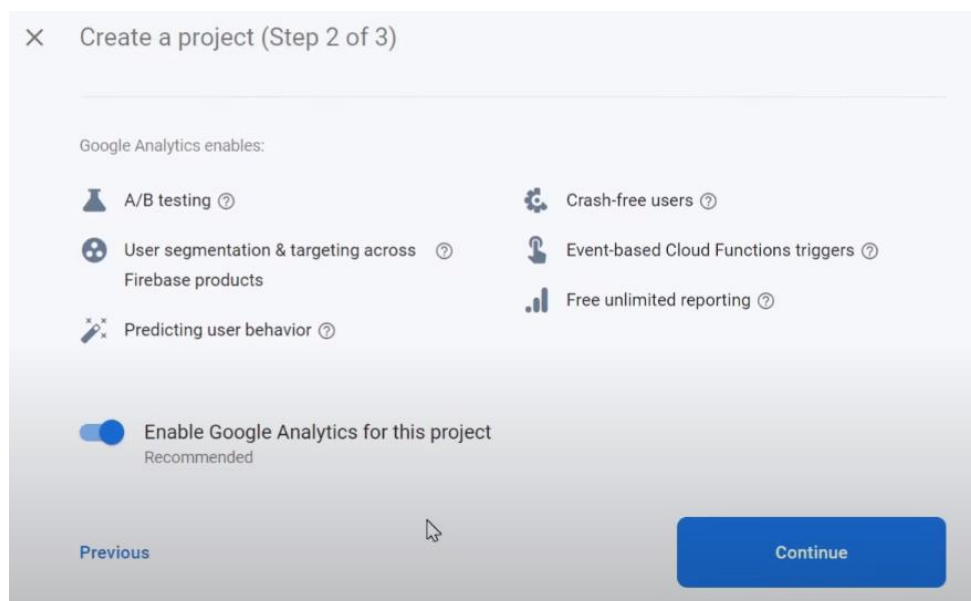 Create a project (Step 2 of 3)
Google Analytics enables:
A/B testing
User segmentation & targeting across
Firebase products
Predicting user behavior
Crash-free users
Event-based Cloud Functions triggers
Free unlimited reporting
Enable Google Analytics for this project
Recommended
Previous
Continue